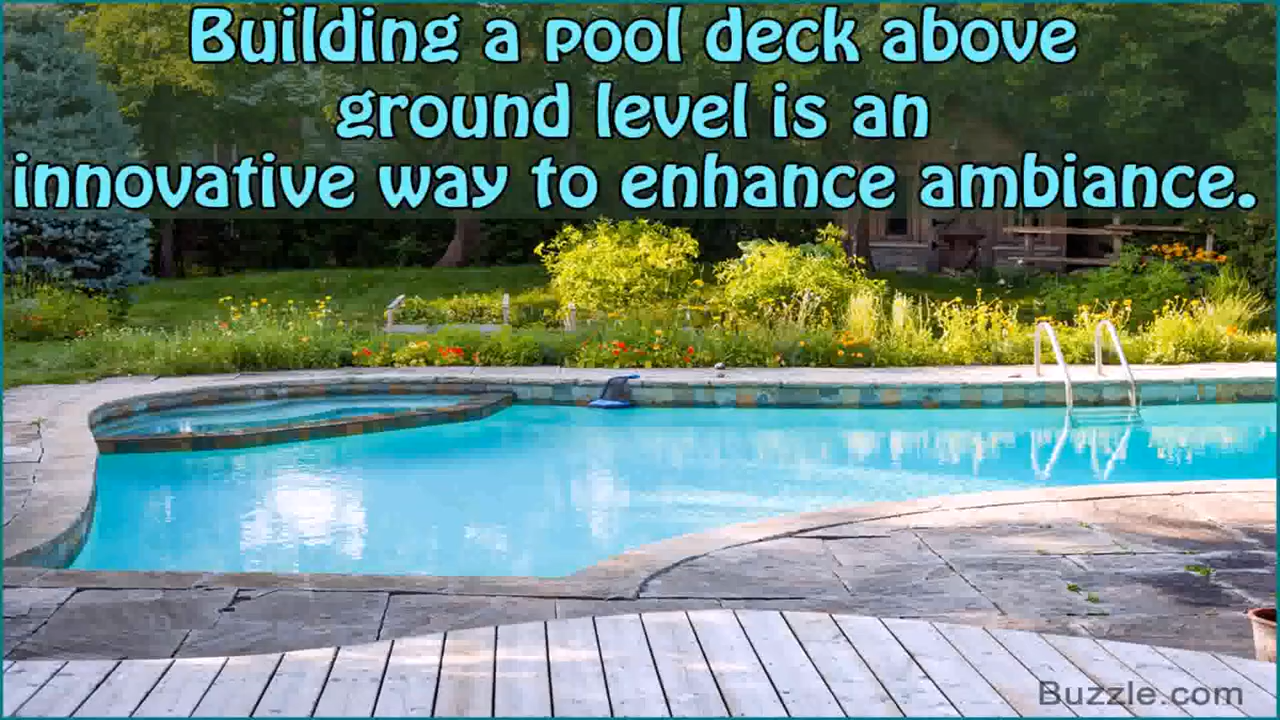 Building a pool deck above
ground level is an
innovative way to enhance ambiance.
Buzzle.com